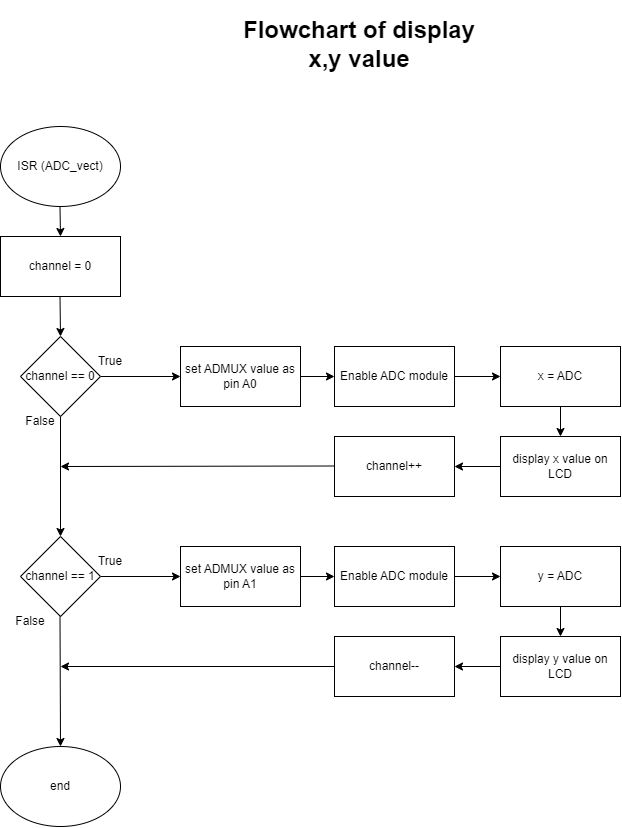 Flowchart of display
x,y value
ISR (ADC_vect)
channel = 0
channel == 0
True
set ADMUX value as
pin A0
Enable ADC module
x = ADC
False
channel++
display x value on
LCD
channel == 1
True
set ADMUX value as
pin A1
Enable ADC module
y = ADC
False
channel--
display y value on
LCD
end